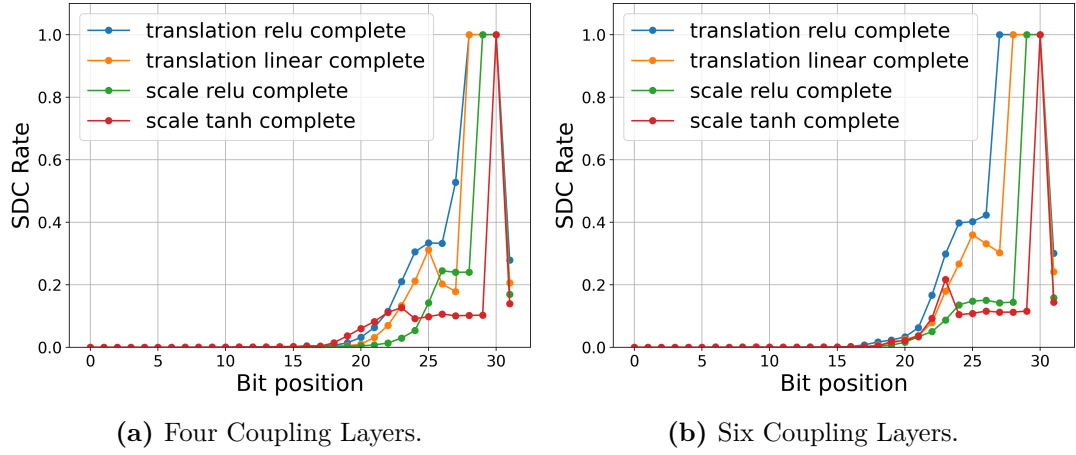 translation relu complete
translation linear complete
scale relu complete
scale tanh complete
1.0
0.8
0.6
0.4
0.2
0.0
SDC Rate
0 5 10 15 20 25 30
Bit position
(a) Four Coupling Layers.
translation relu complete
translation linear complete
scale relu complete
scale tanh complete
1.0
0.8
0.6
0.4
0.2
0.0
SDC Rate
0 5 10 15 20 25 30
Bit position
(b) Six Coupling Layers.